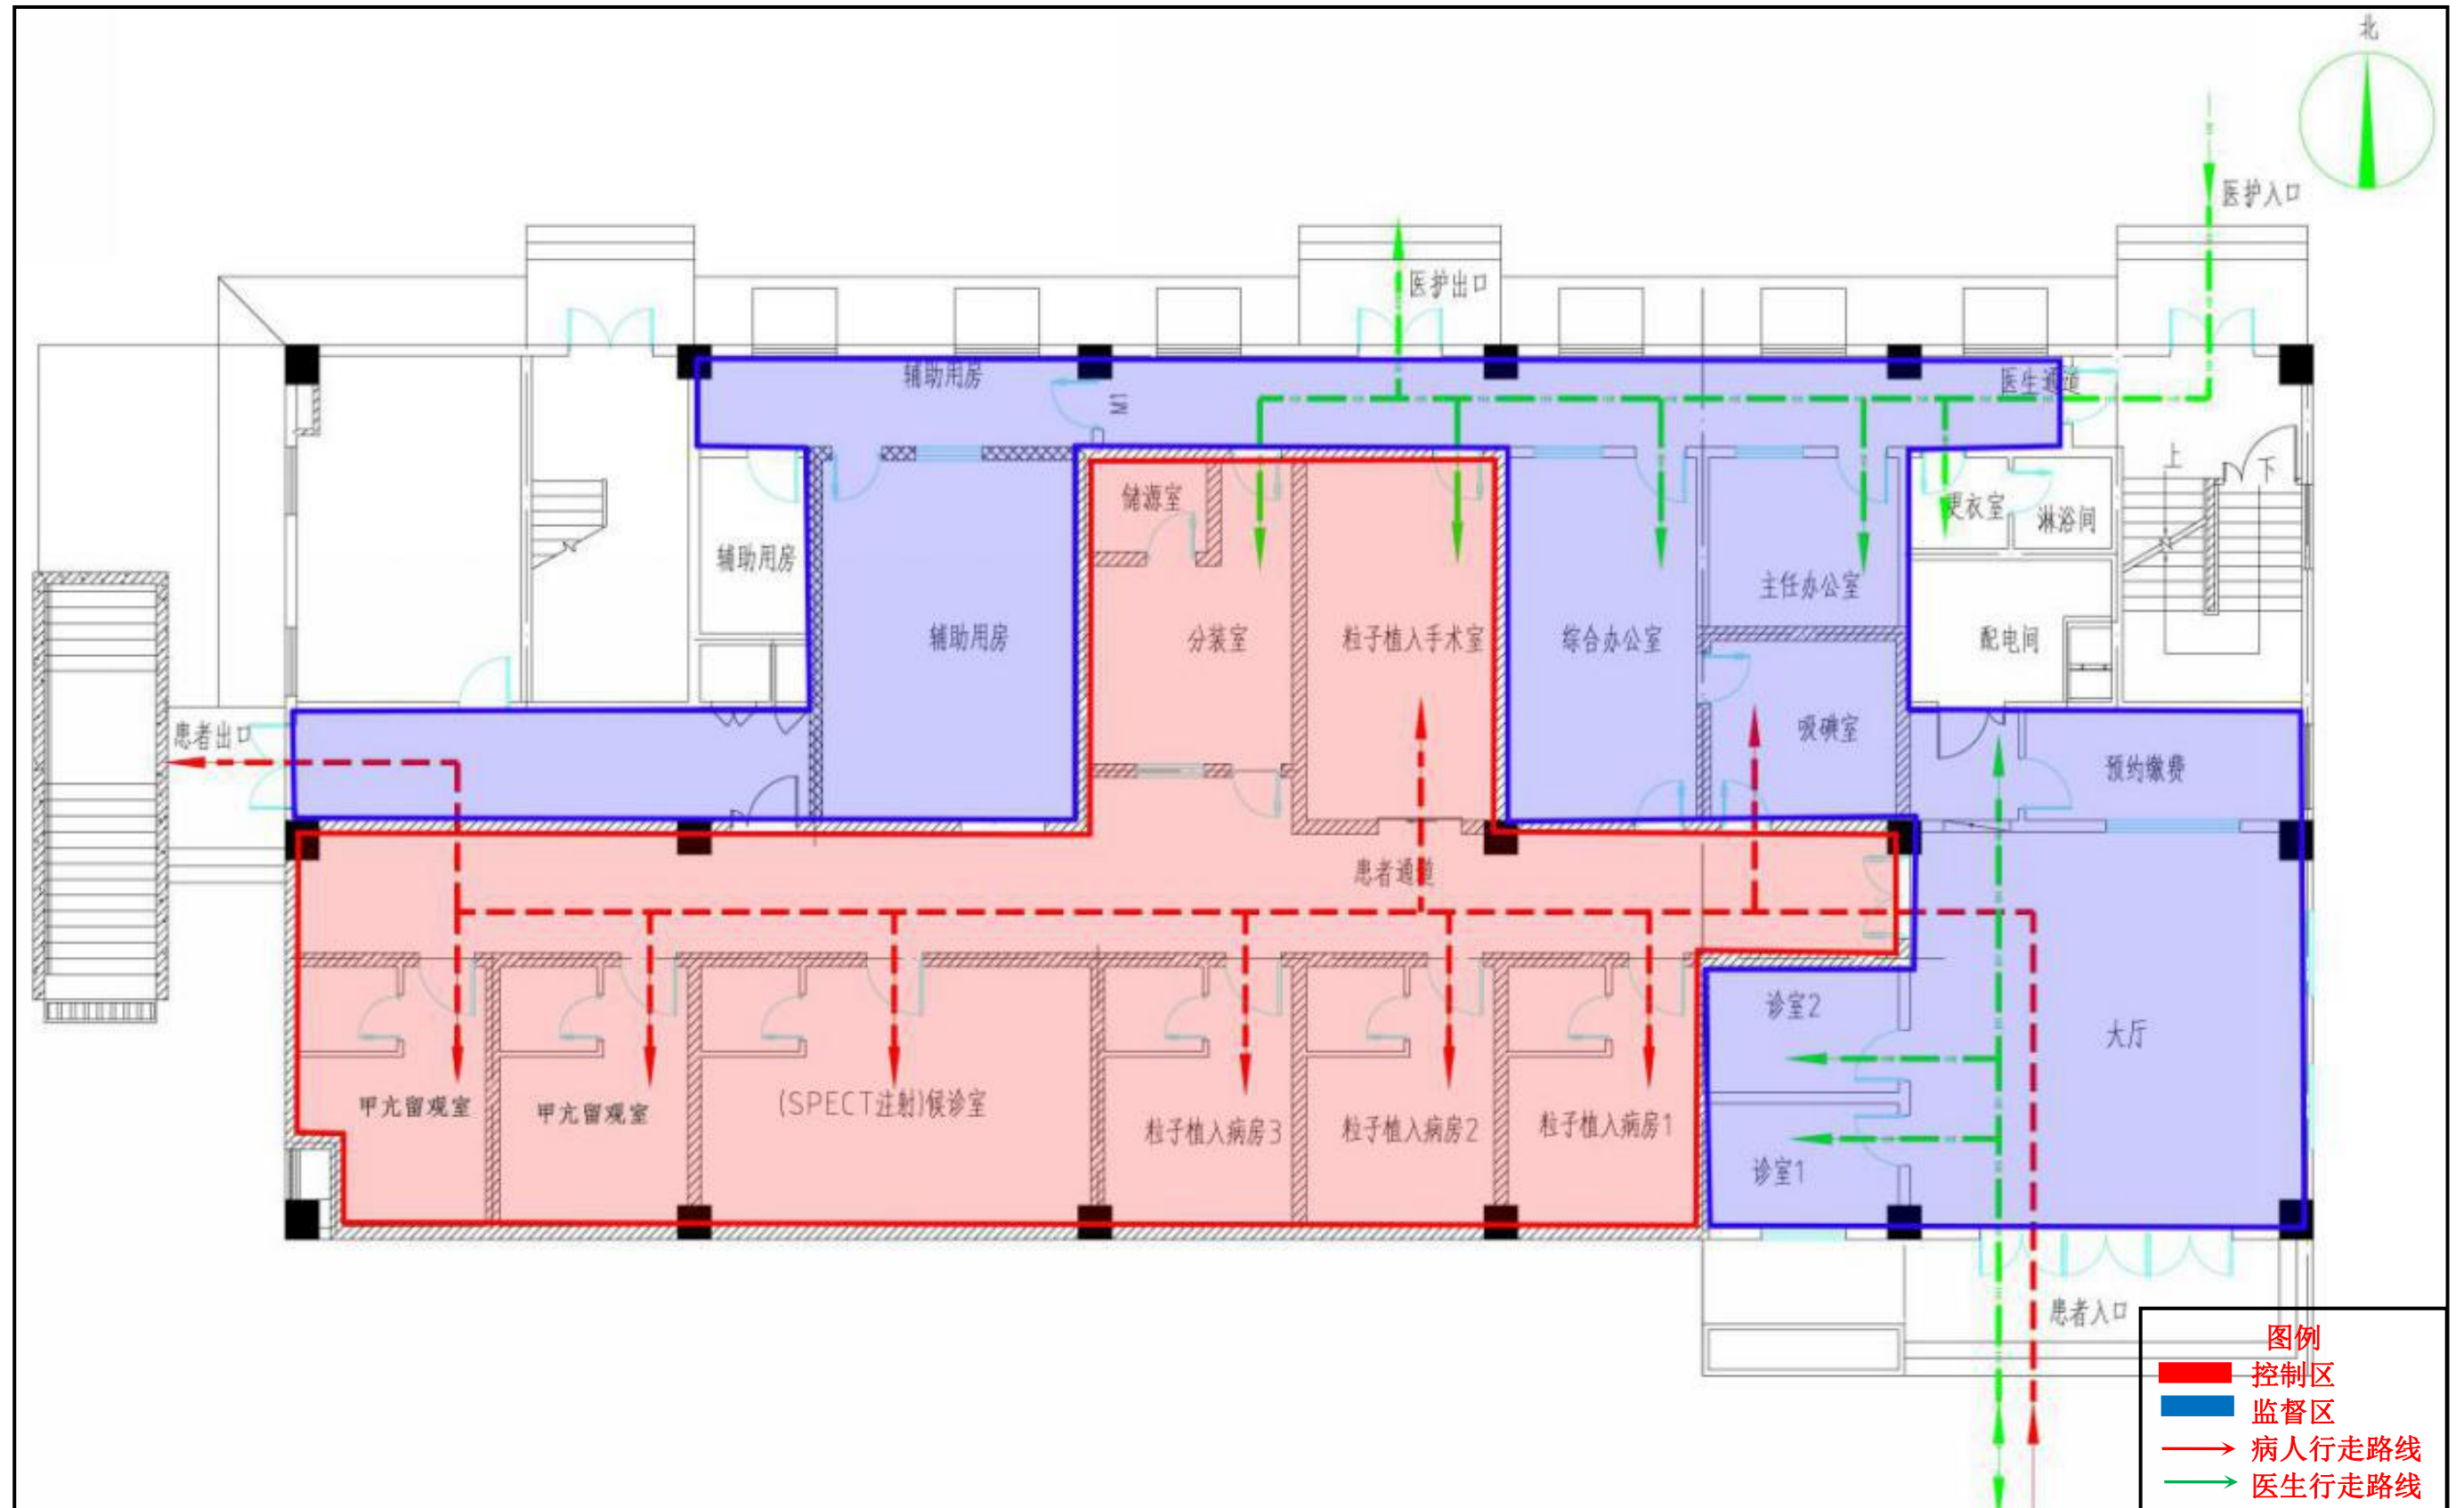 北
医护入口
医护出口
辅助用房
M1
医生通道
上
下
储源室
更衣室
淋浴间
辅助用房
主任办公室
辅助用房
分装室
粒子植入手术室
综合办公室
配电间
患者出口
吸碘室
预约缴费
患者通道
诊室2
大厅
甲亢留观室
甲亢留观室
(SPECT注射)候诊室
粒子植入病房3
粒子植入病房2
粒子植入病房1
诊室1
患者入口
图例
控制区
监督区
病人行走路线
医生行走路线